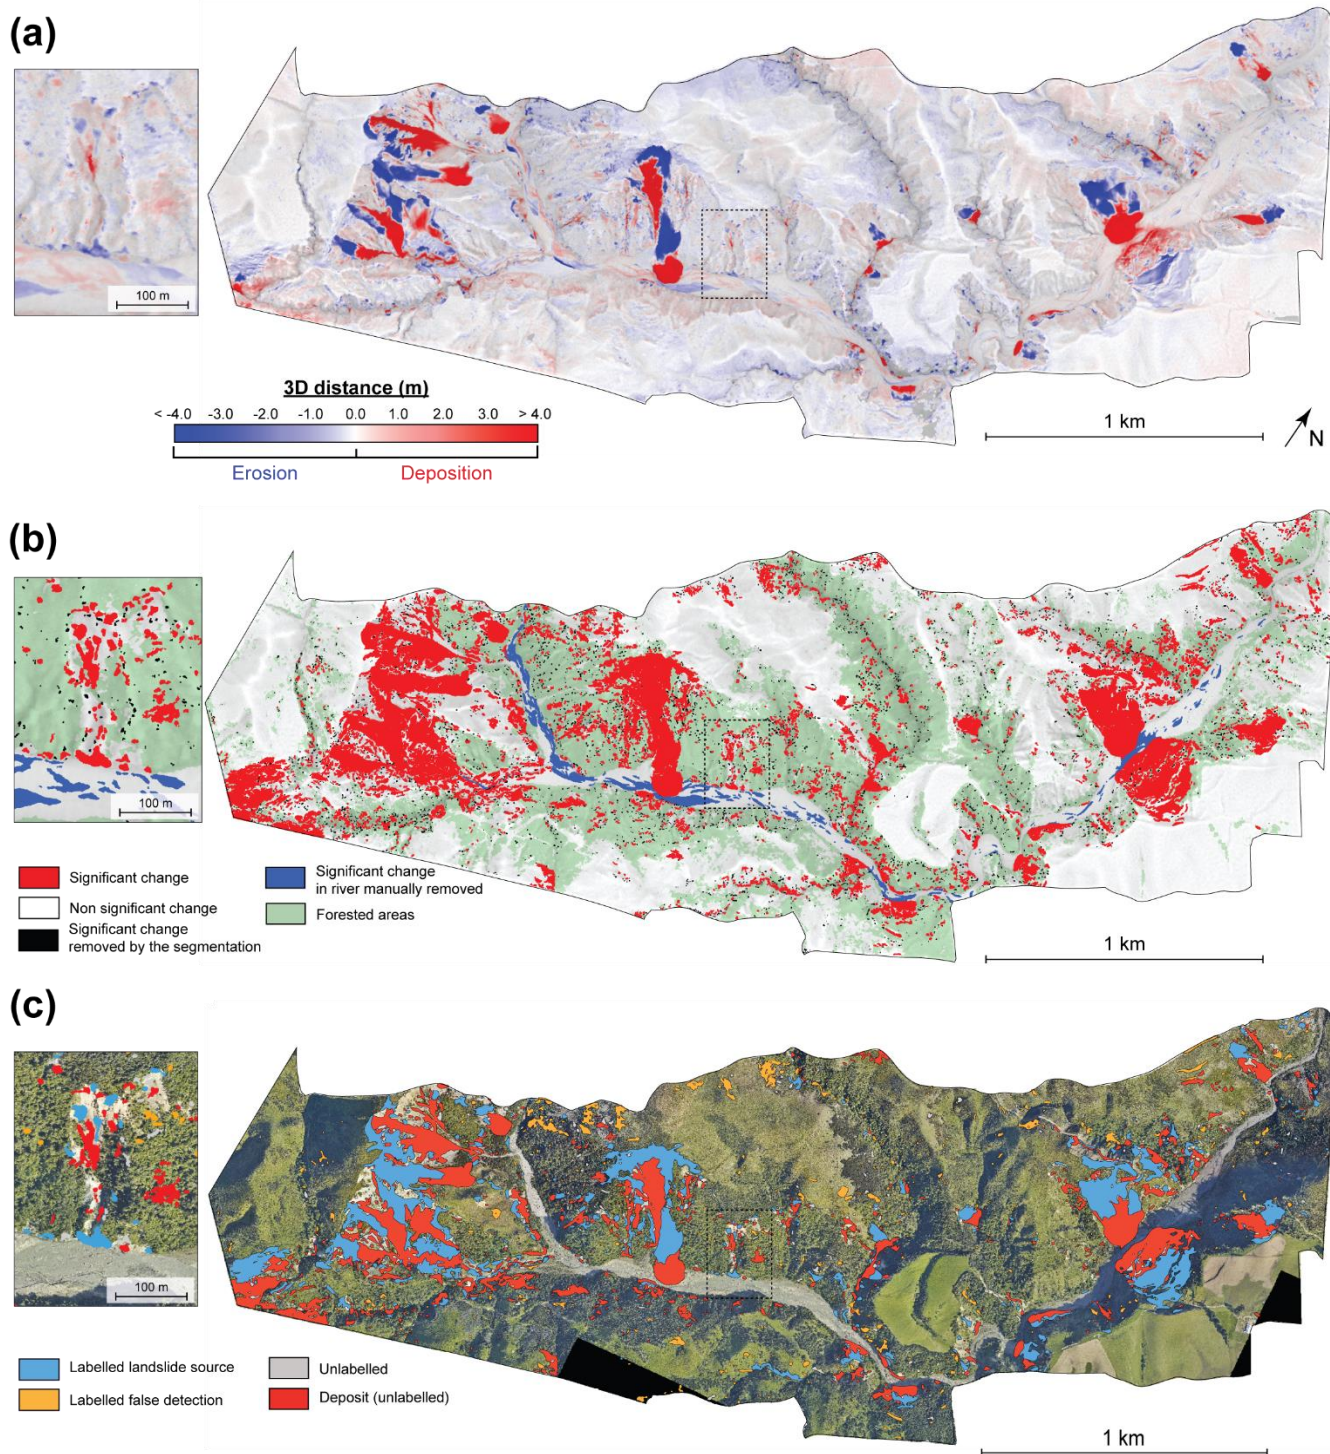 (a)
100 m
3D distance (m)
< -4.0 -3.0 -2.0 -1.0 0.0 1.0 2.0 3.0 > 4.0
Erosion Deposition
1 km
N
(b)
100 m
Significant change
Non significant change
Significant change
removed by the segmentation
Significant change
in river manually removed
Forested areas
1 km
(c)
100 m
Labelled landslide source
Labelled false detection
Unlabelled
Deposit (unlabelled)
1 km